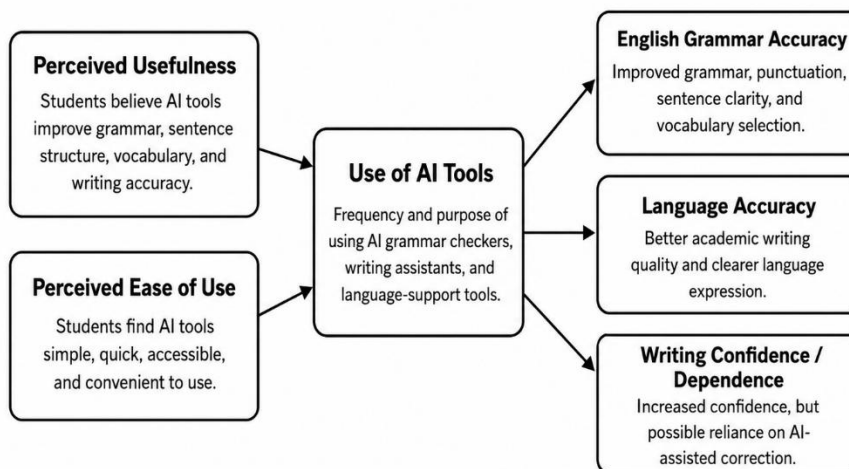 Perceived Usefulness
Students believe AI tools
improve grammar, sentence
structure, vocabulary, and
writing accuracy.
Perceived Ease of Use
Students find AI tools
simple, quick, accessible,
and convenient to use.
Use of AI Tools
Frequency and purpose of
using AI grammar checkers,
writing assistants, and
language-support tools.
English Grammar Accuracy
Improved grammar, punctuation,
sentence clarity, and
vocabulary selection.
Language Accuracy
Better academic writing
quality and clearer language
expression.
Writing Confidence /
Dependence
Increased confidence, but
possible reliance on AI-
assisted correction.